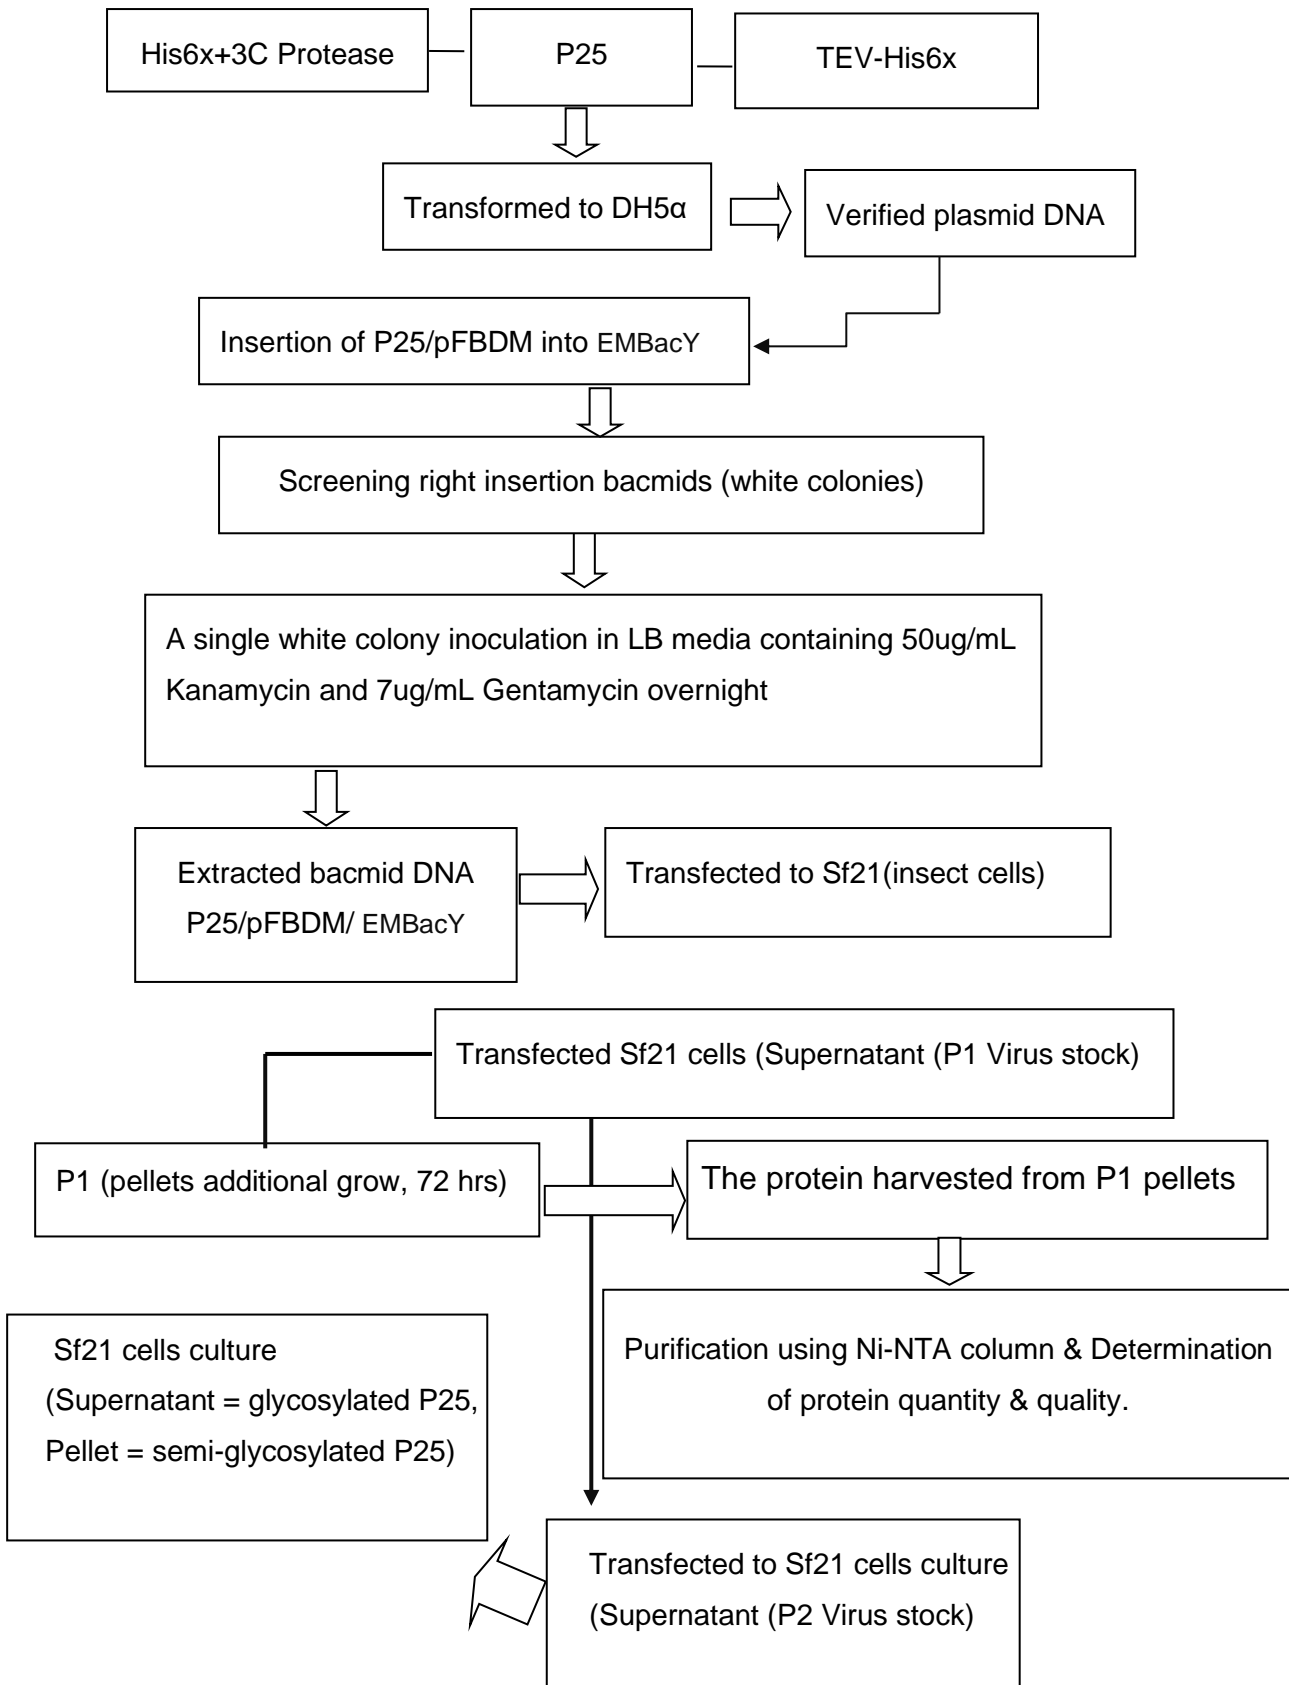 His6x+3C Protease
P25
TEV-His6x
Transformed to DH5α
Verified plasmid DNA
Insertion of P25/pFBDM into EMBacY
Screening right insertion bacmids (white colonies)
A single white colony inoculation in LB media containing 50ug/mL
Kanamycin and 7ug/mL Gentamycin overnight
Extracted bacmid DNA
P25/pFBDM/ EMBacY
Transfected to Sf21(insect cells)
Transfected Sf21 cells (Supernatant (P1 Virus stock)
P1 (pellets additional grow, 72 hrs)
The protein harvested from P1 pellets
Purification using Ni-NTA column & Determination
of protein quantity & quality.
Sf21 cells culture
(Supernatant = glycosylated P25,
Pellet = semi-glycosylated P25)
Transfected to Sf21 cells culture
(Supernatant (P2 Virus stock)